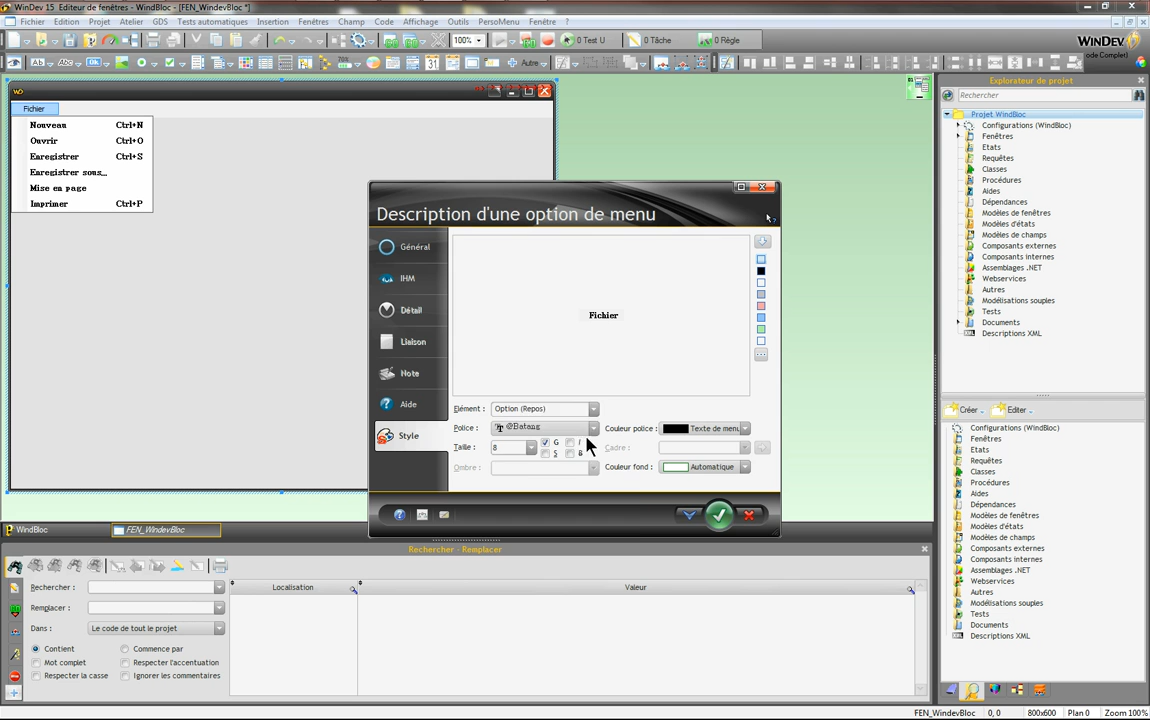 WinDev 15 Editeur de fenêtres - WindBloc - [FEN_WindevBloc *]
Fichier Edition Projet Atelier GDS Tests automatiques Insertion Fenêtres Champ Code Affichage Outils PersoMenu Fenêtre ?
100% 0 Test U 0 Tâche 0 Règle
WINDEV
Autre
Fichier
Nouveau Ctrl+N
Ouvrir Ctrl+O
Enregistrer Ctrl+S
Enregistrer sous...
Mise en page
Imprimer Ctrl+P
Description d'une option de menu
Général
IHM
Détail
Liaison
Note
Aide
Style
Fichier
Elément : Option (Repos)
Police : @Batang Couleur police : Texte de menu
Taille : 8 G I Cadre :
S B
Ombre : Couleur fond : Automatique
Explorateur de projet
Rechercher
Projet WindBloc
Configurations (WindBloc)
Fenêtres
Etats
Requêtes
Classes
Procédures
Aides
Dépendances
Modèles de fenêtres
Modèles d'états
Modèles de champs
Composants externes
Composants internes
Assemblages .NET
Webservices
Autres
Modélisations souples
Tests
Documents
Descriptions XML
Créer Editer
Configurations (WindBloc)
Fenêtres
Etats
Requêtes
Classes
Procédures
Aides
Dépendances
Modèles de fenêtres
Modèles d'états
Modèles de champs
Composants externes
Composants internes
Assemblages .NET
Webservices
Autres
Modélisations souples
Tests
Documents
Descriptions XML
WindBloc FEN_WindevBloc
Rechercher - Remplacer
Rechercher : Localisation Valeur
Remplacer :
Dans : Le code de tout le projet
Contient Commence par
Mot complet Respecter l'accentuation
Respecter la casse Ignorer les commentaires
FEN_WindevBloc 0, 0 800x600 Plan 0 Zoom 100%